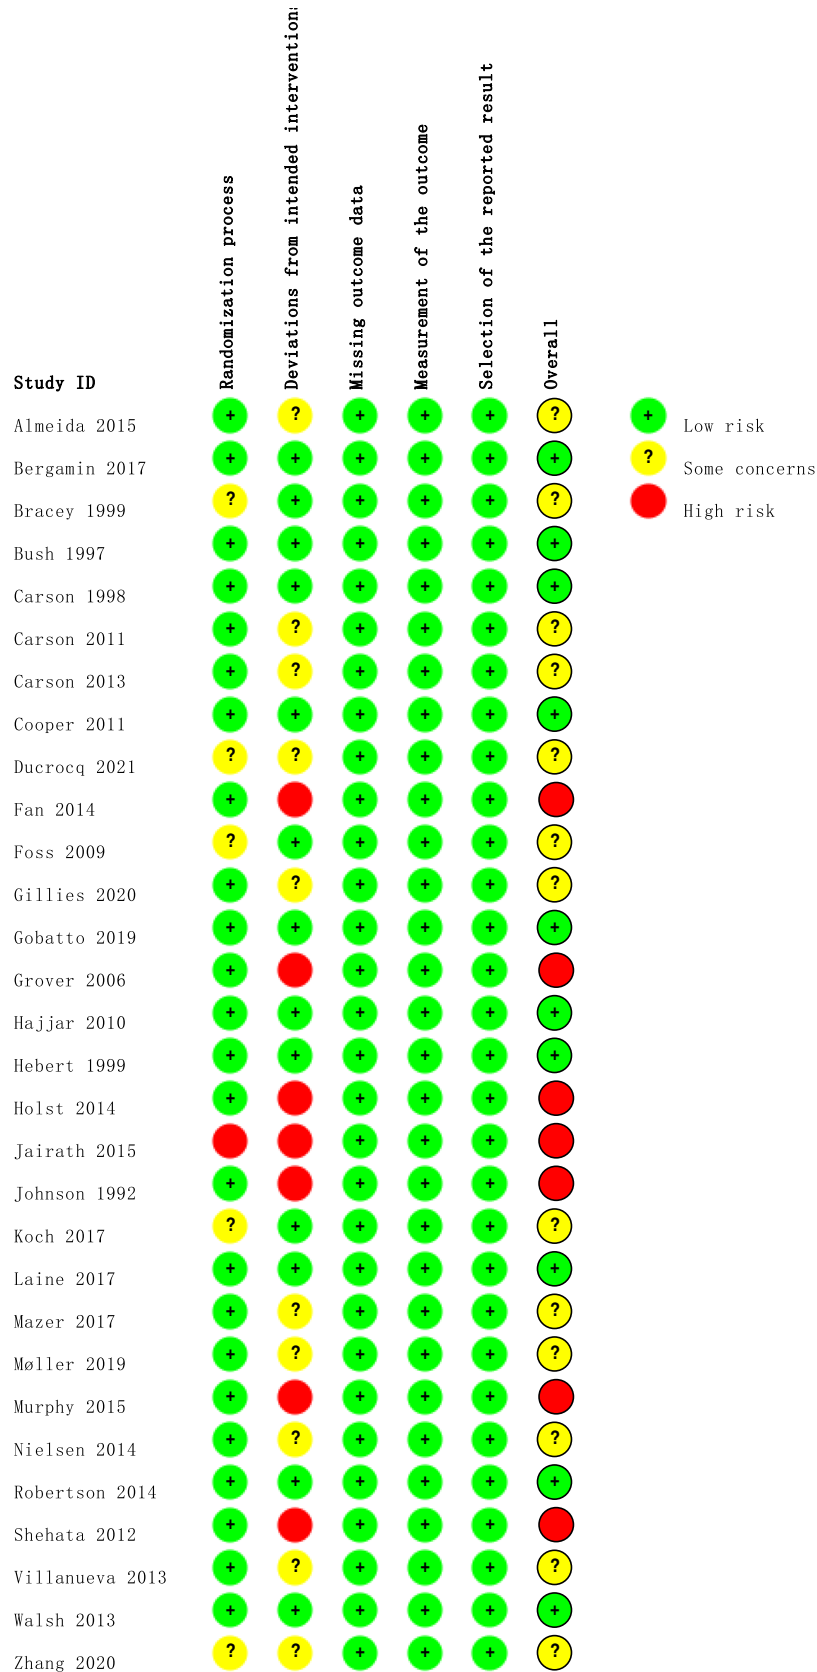 Study ID
Randomization process
Deviations from intended interventions
Missing outcome data
Measurement of the outcome
Selection of the reported result
Overall
Almeida 2015 + ? + + + ?
Bergamin 2017 + + + + + +
Bracey 1999 ? + + + + ?
Bush 1997 + + + + + +
Carson 1998 + + + + + +
Carson 2011 + ? + + + ?
Carson 2013 + ? + + + ?
Cooper 2011 + + + + + +
Ducrocq 2021 ? ? + + + ?
Fan 2014 + + + +
Foss 2009 ? + + + + ?
Gillies 2020 + ? + + + ?
Gobatto 2019 + + + + + +
Grover 2006 + + + +
Hajjar 2010 + + + + + +
Hebert 1999 + + + + + +
Holst 2014 + + + +
Jairath 2015 + + +
Johnson 1992 + + + +
Koch 2017 ? + + + + ?
Laine 2017 + + + + + +
Mazer 2017 + ? + + + ?
Møller 2019 + ? + + + ?
Murphy 2015 + + + +
Nielsen 2014 + ? + + + ?
Robertson 2014 + + + + + +
Shehata 2012 + + + +
Villanueva 2013 + ? + + + ?
Walsh 2013 + + + + + +
Zhang 2020 ? ? + + + ?
+ Low risk
? Some concerns
High risk